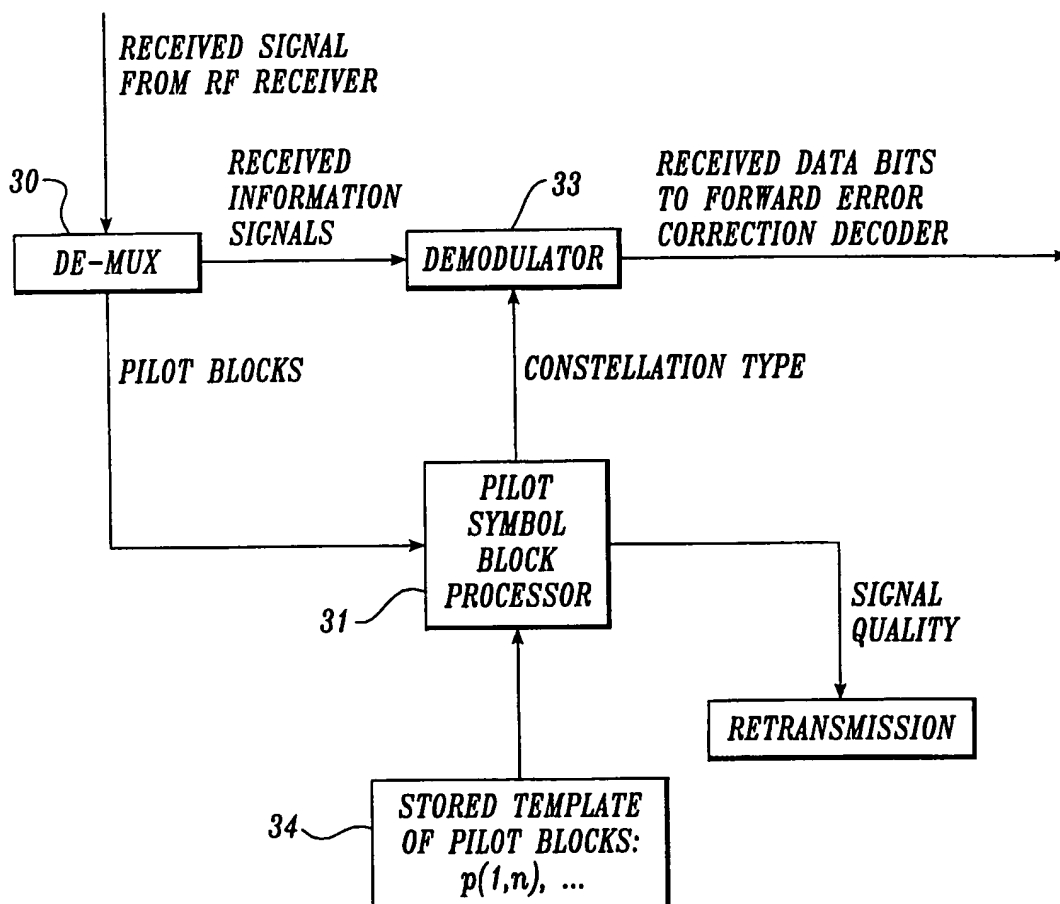 RECEIVED SIGNAL
FROM RF RECEIVER
30
RECEIVED
INFORMATION
SIGNALS
33
RECEIVED DATA BITS
TO FORWARD ERROR
CORRECTION DECODER
DE-MUX
DEMODULATOR
PILOT BLOCKS
CONSTELLATION TYPE
PILOT
SYMBOL
BLOCK
PROCESSOR
31
SIGNAL
QUALITY
RETRANSMISSION
34
STORED TEMPLATE
OF PILOT BLOCKS:
p(1,n), ...